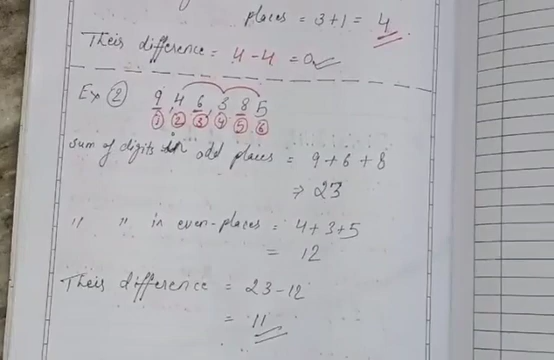 places = 3+1 = 4
Their difference = 4-4 = 0
Ex 2
9,4 6, 3 8 5
1 2 3 4 5 6
Sum of digits in odd places = 9+6+8
⇒ 23
" " in even-places = 4+3+5
= 12
Their difference = 23-12
= 11